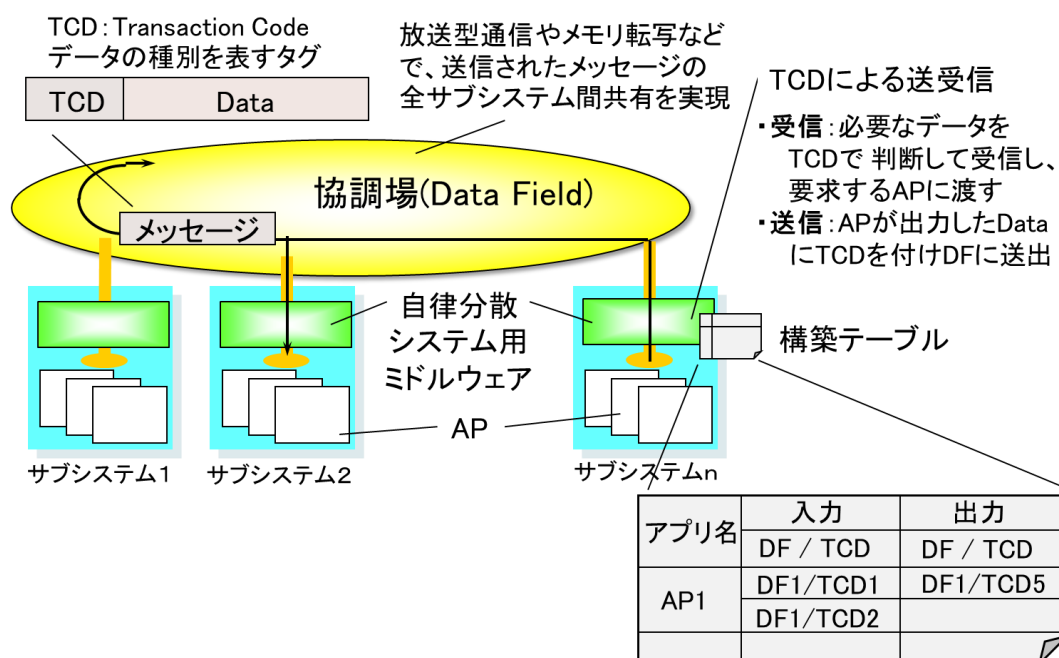 TCD：Transaction Code
データの種別を表すタグ
TCD Data
放送型通信やメモリ転写など
で、送信されたメッセージの
全サブシステム間共有を実現
TCDによる送受信
・受信：必要なデータを
TCDで 判断して受信し、
要求するAPに渡す
・送信：APが出力したData
にTCDを付けDFに送出
協調場(Data Field)
メッセージ
自律分散
システム用
ミドルウェア
構築テーブル
AP
サブシステム1
サブシステム2
サブシステムn
アプリ名 入力 出力
DF / TCD DF / TCD
AP1 DF1/TCD1 DF1/TCD5
DF1/TCD2